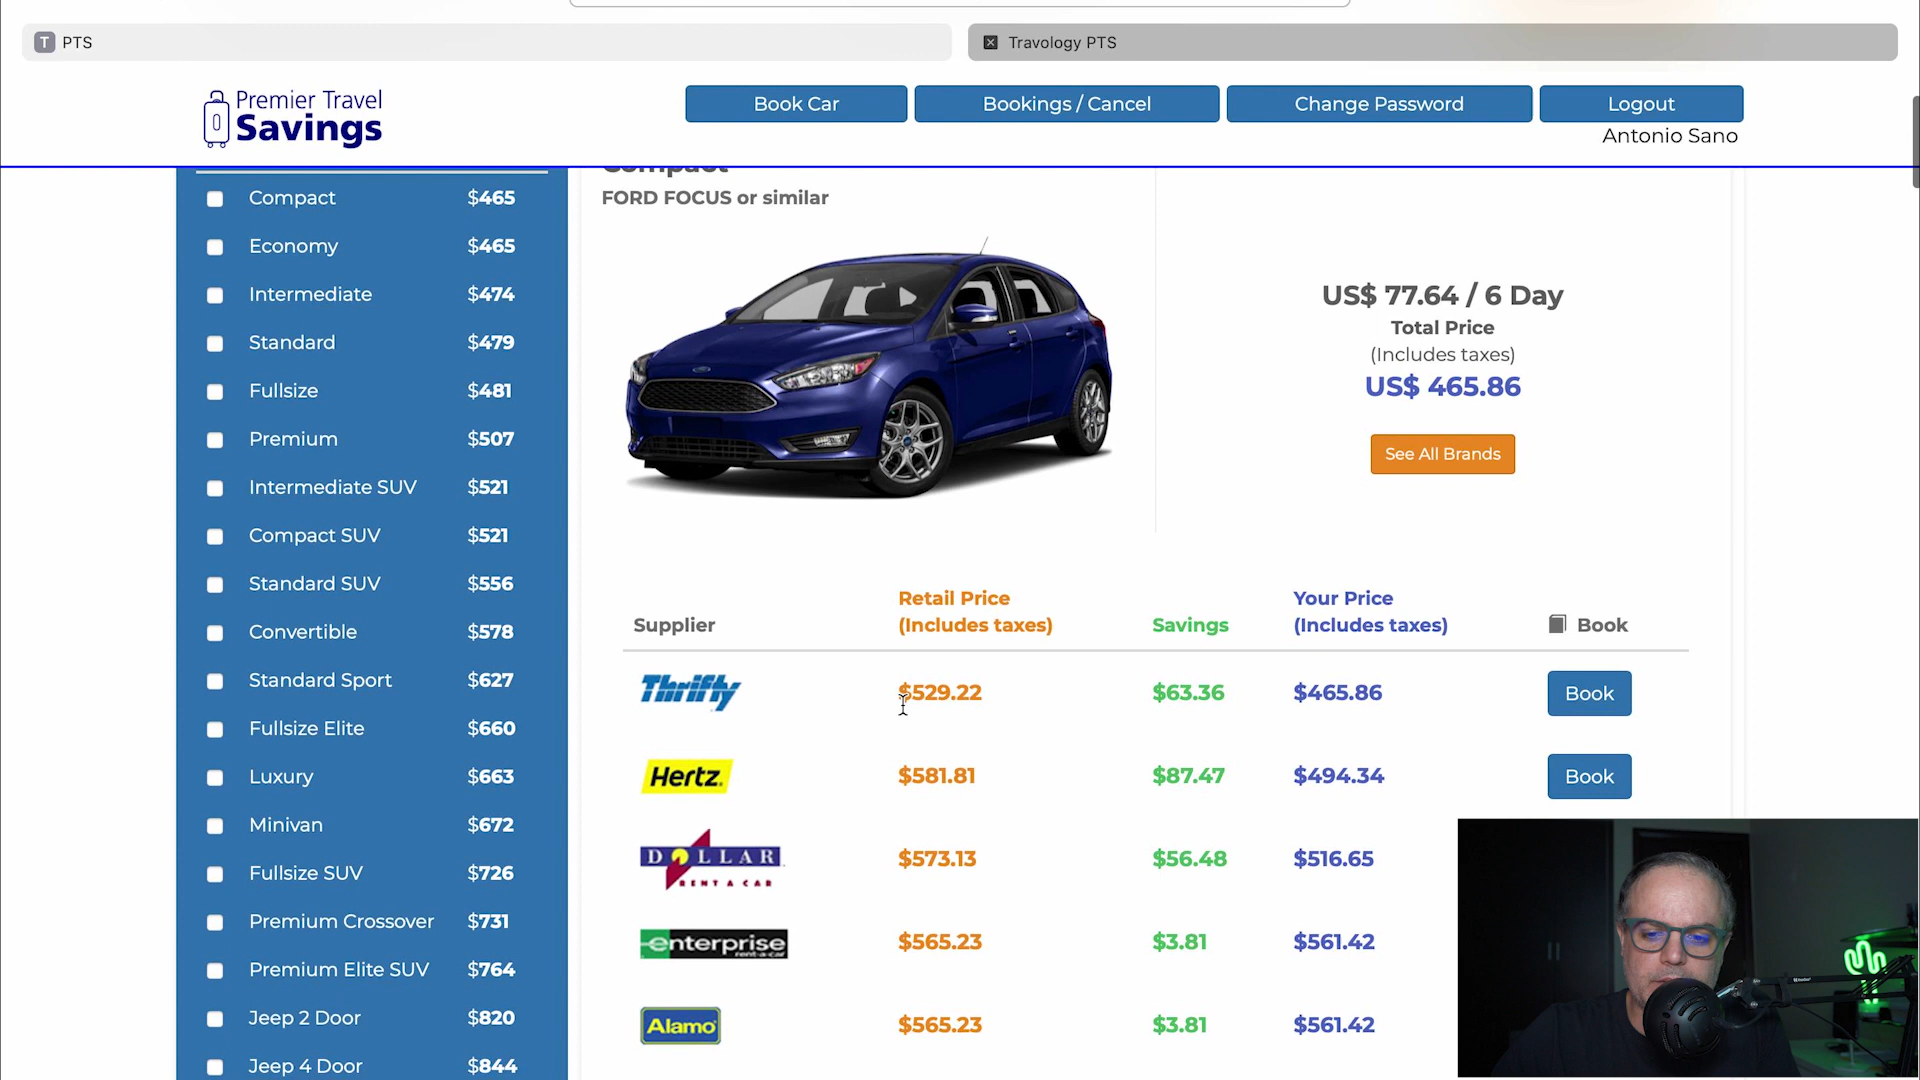 T PTS
Travology PTS
Premier Travel
Savings
Book Car
Bookings / Cancel
Change Password
Logout
Antonio Sano
Compact $465
Economy $465
Intermediate $474
Standard $479
Fullsize $481
Premium $507
Intermediate SUV $521
Compact SUV $521
Standard SUV $556
Convertible $578
Standard Sport $627
Fullsize Elite $660
Luxury $663
Minivan $672
Fullsize SUV $726
Premium Crossover $731
Premium Elite SUV $764
Jeep 2 Door $820
Jeep 4 Door $844
Compact
FORD FOCUS or similar
US$ 77.64 / 6 Day
Total Price
(Includes taxes)
US$ 465.86
See All Brands
Supplier
Retail Price
(Includes taxes)
Savings
Your Price
(Includes taxes)
Book
Thrifty $529.22 $63.36 $465.86 Book
Hertz. $581.81 $87.47 $494.34 Book
DOLLAR
RENT A CAR
$573.13 $56.48 $516.65
enterprise
rent-a-car
$565.23 $3.81 $561.42
Alamo $565.23 $3.81 $561.42